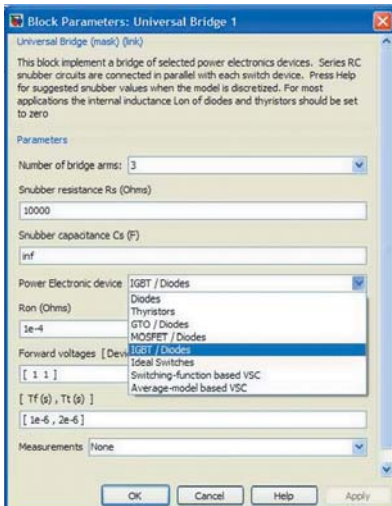 Block Parameters: Universal Bridge 1
Universal Bridge (mask) (link)
This block implement a bridge of selected power electronics devices. Series RC
snubber circuits are connected in parallel with each switch device. Press Help
for suggested snubber values when the model is discretized. For most
applications the internal inductance Lon of diodes and thyristors should be set
to zero
Parameters
Number of bridge arms: 3
Snubber resistance Rs (Ohms)
10000
Snubber capacitance Cs (F)
inf
Power Electronic device IGBT / Diodes
Diodes
Thyristors
GTO / Diodes
MOSFET / Diodes
IGBT / Diodes
Ideal Switches
Switching-function based VSC
Average-model based VSC
Ron (Ohms)
1e-4
Forward voltages [ Devi
[ 1 1 ]
[ Tf (s) , Tt (s) ]
[ 1e-6 , 2e-6 ]
Measurements None
OK Cancel Help Apply